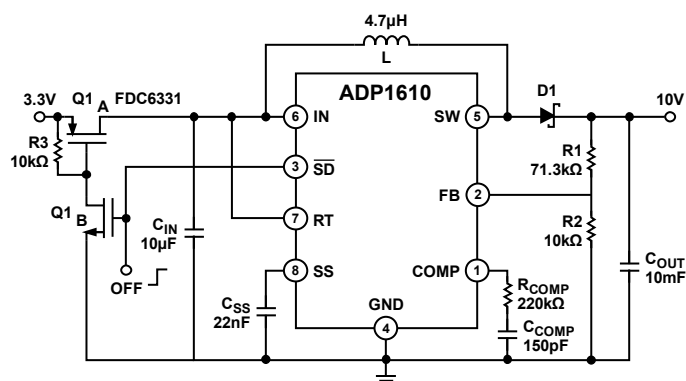 4.7μH
L
3.3V
Q1
A
FDC6331
R3
10kΩ
Q1
B
OFF
CIN
10μF
CSS
22nF
ADP1610
6
IN
3
SD
7
RT
8
SS
SW
5
FB
2
COMP
1
GND
4
D1
10V
R1
71.3kΩ
R2
10kΩ
RCOMP
220kΩ
CCOMP
150pF
COUT
10mF